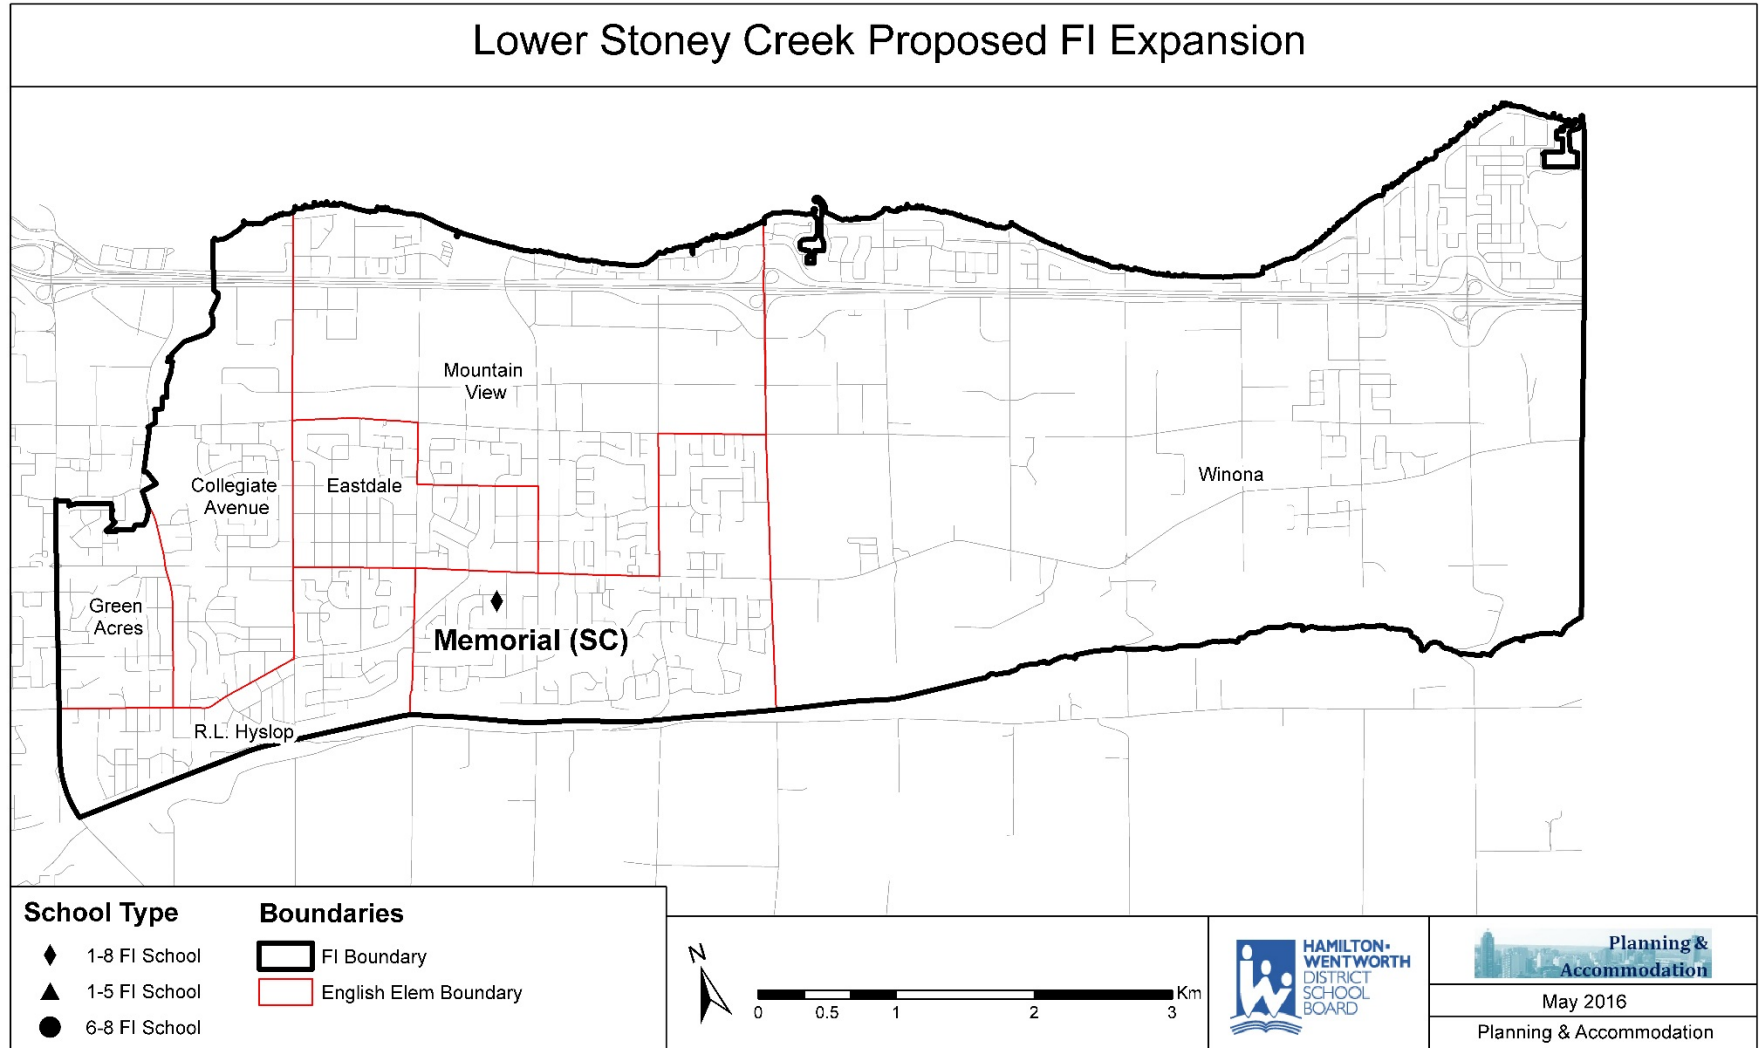 Lower Stoney Creek Proposed FI Expansion
Mountain
View
Collegiate
Avenue
Eastdale
Winona
Green
Acres
Memorial (SC)
R.L. Hyslop
School Type
1-8 FI School
1-5 FI School
6-8 FI School
Boundaries
FI Boundary
English Elem Boundary
N
Km
0 0.5 1 2 3
HAMILTON-
WENTWORTH
DISTRICT
SCHOOL
BOARD
Planning &
Accommodation
May 2016
Planning & Accommodation